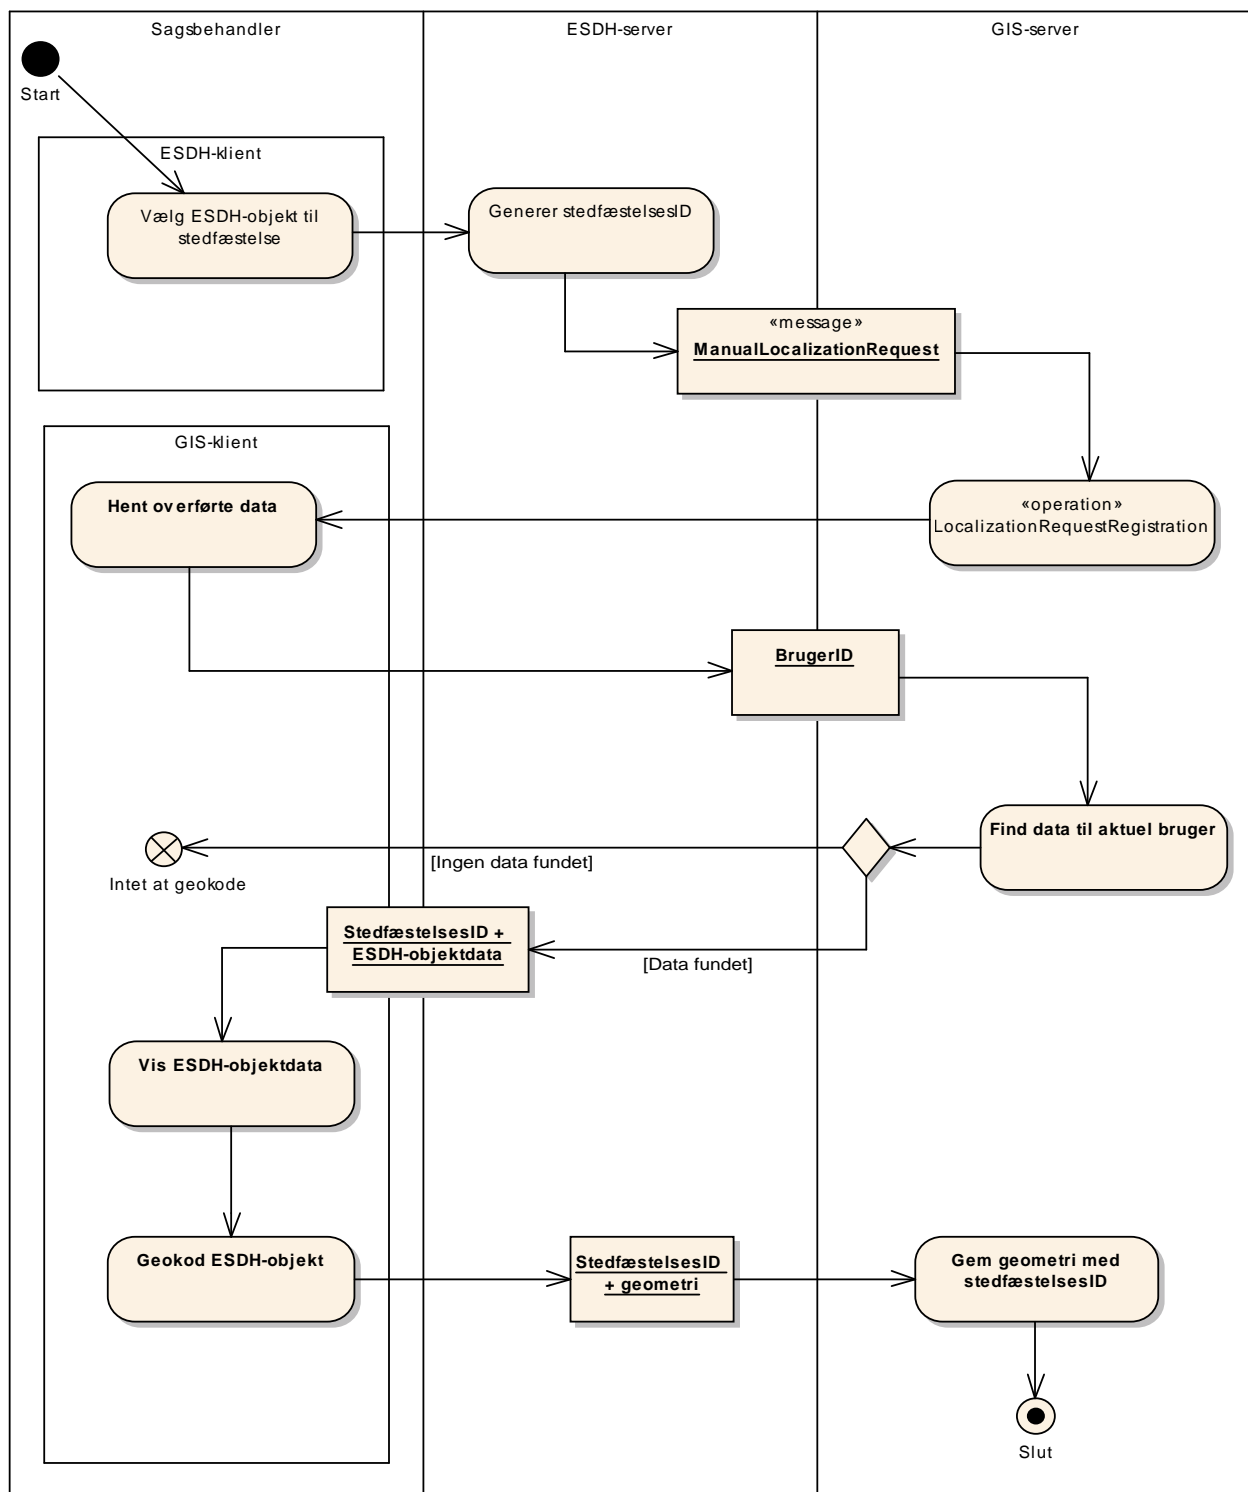 Sagsbehandler
ESDH-server
GIS-server
Start
ESDH-klient
Vælg ESDH-objekt til
stedfæstelse
Generer stedfæstelsesID
«message»
ManualLocalizationRequest
GIS-klient
Hent overførte data
«operation»
LocalizationRequestRegistration
BrugerID
Find data til aktuel bruger
[Ingen data fundet]
Intet at geokode
StedfæstelsesID +
ESDH-objektdata
[Data fundet]
Vis ESDH-objektdata
Geokod ESDH-objekt
StedfæstelsesID
+ geometri
Gem geometri med
stedfæstelsesID
Slut